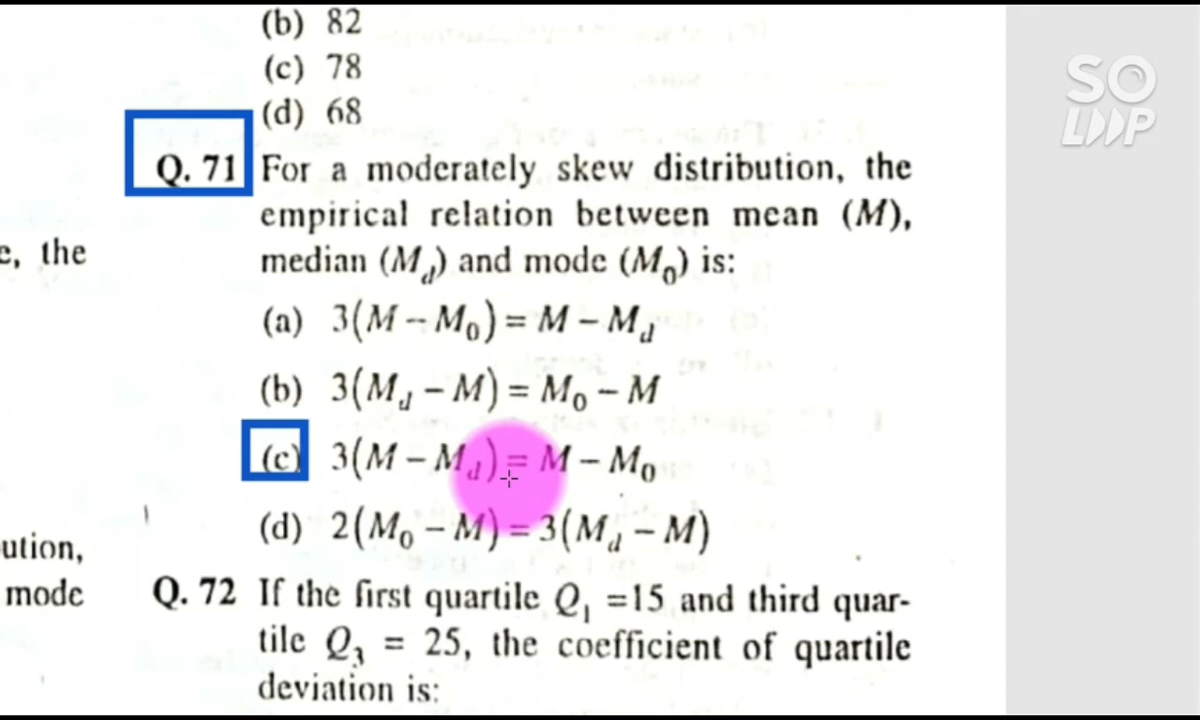 (b) 82
(c) 78
(d) 68
SO
LOOP
Q. 71 For a moderately skew distribution, the
empirical relation between mean (M),
e, the
median (M_d) and mode (M_0) is:
(a) 3(M – M_0) = M – M_d
(b) 3(M_d – M) = M_0 – M
(c) 3(M – M_d) = M – M_0
(d) 2(M_0 – M) = 3(M_d – M)
ution,
mode
Q. 72 If the first quartile Q_1 =15 and third quar-
tile Q_3 = 25, the coefficient of quartile
deviation is: